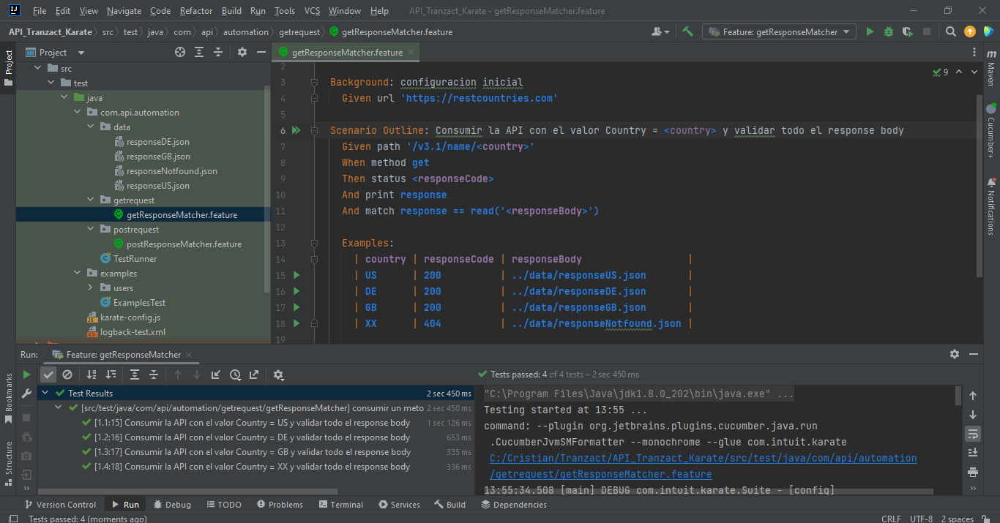 File Edit View Navigate Code Refactor Build Run Tools VCS Window Help API_Tranzact_Karate - getResponseMatcher.feature
API_Tranzact_Karate src test java com api automation getrequest getResponseMatcher.feature Feature: getResponseMatcher
Project
Project
getResponseMatcher.feature
src
test
java
com.api.automation
data
responseDE.json
responseGB.json
responseNotfound.json
responseUS.json
getrequest
getResponseMatcher.feature
postrequest
postResponseMatcher.feature
TestRunner
examples
users
ExamplesTest
karate-config.js
logback-test.xml
9
2
3 Background: configuracion inicial
4 Given url 'https://restcountries.com'
5
6 Scenario Outline: Consumir la API con el valor Country = <country> y validar todo el response body
7 Given path '/v3.1/name/<country>'
8 When method get
9 Then status <responseCode>
10 And print response
11 And match response == read('<responseBody>')
12
13 Examples:
14 | country | responseCode | responseBody |
15 | US | 200 | ../data/responseUS.json |
16 | DE | 200 | ../data/responseDE.json |
17 | GB | 200 | ../data/responseGB.json |
18 | XX | 404 | ../data/responseNotfound.json |
19
Maven
Cucumber+
Notifications
Run: Feature: getResponseMatcher
Tests passed: 4 of 4 tests – 2 sec 450 ms
Test Results 2 sec 450 ms
[src/test/java/com/api/automation/getrequest/getResponseMatcher] consumir un meto 2 sec 450 ms
[1.1:15] Consumir la API con el valor Country = US y validar todo el response body 1 sec 126 ms
[1.2:16] Consumir la API con el valor Country = DE y validar todo el response body 653 ms
[1.3:17] Consumir la API con el valor Country = GB y validar todo el response body 335 ms
[1.4:18] Consumir la API con el valor Country = XX y validar todo el response body 336 ms
"C:\Program Files\Java\jdk1.8.0_202\bin\java.exe" ...
Testing started at 13:55 ...
command: --plugin org.jetbrains.plugins.cucumber.java.run
.CucumberJvmSMFormatter --monochrome --glue com.intuit.karate
C:/Cristian/Tranzact/API_Tranzact_Karate/src/test/java/com/api/automation
/getrequest/getResponseMatcher.feature
13:55:34.508 [main] DEBUG com.intuit.karate.Suite - [config]
Bookmarks
Structure
Version Control Run Debug TODO Problems Terminal Services Build Dependencies
Tests passed: 4 (moments ago) CRLF UTF-8 2 spaces